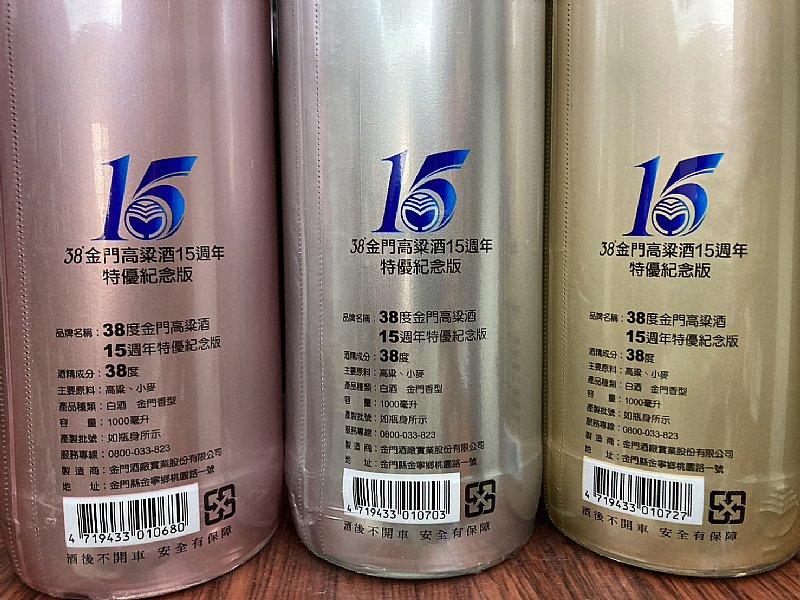 15
38°金門高粱酒15週年
特優紀念版
品牌名稱：38度金門高粱酒
15週年特優紀念版
酒精成分：38度
主要原料：高粱、小麥
產品種類：白酒 金門香型
容 量：1000毫升
產製批號：如瓶身所示
服務專線：0800-033-823
製 造 商：金門酒廠實業股份有限公司
地 址：金門縣金寧鄉桃園路一號
4 719433 010680
酒後不開車 安全有保障
15
38°金門高粱酒15週年
特優紀念版
品牌名稱：38度金門高粱酒
15週年特優紀念版
酒精成分：38度
主要原料：高粱、小麥
產品種類：白酒 金門香型
容 量：1000毫升
產製批號：如瓶身所示
服務專線：0800-033-823
製 造 商：金門酒廠實業股份有限公司
地 址：金門縣金寧鄉桃園路一號
4 719433 010703
酒後不開車 安全有保障
15
38°金門高粱酒15週年
特優紀念版
品牌名稱：38度金門高粱酒
15週年特優紀念版
酒精成分：38度
主要原料：高粱、小麥
產品種類：白酒 金門香型
容 量：1000毫升
產製批號：如瓶身所示
服務專線：0800-033-823
製 造 商：金門酒廠實業股份有限公司
地 址：金門縣金寧鄉桃園路一號
4 719433 010727
酒後不開車 安全有保障